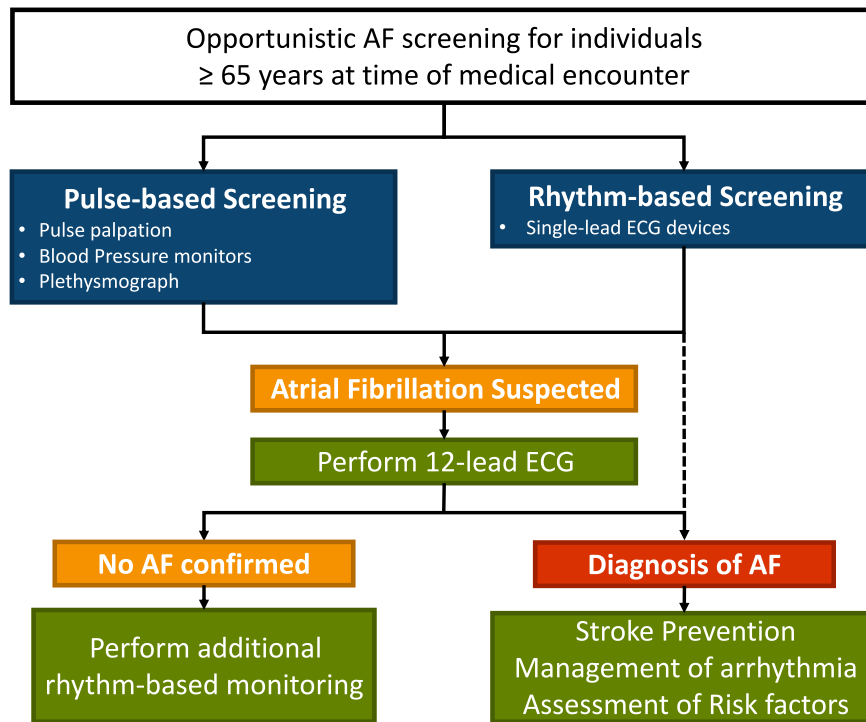 Opportunistic AF screening for individuals
≥ 65 years at time of medical encounter
Pulse-based Screening
• Pulse palpation
• Blood Pressure monitors
• Plethysmograph
Rhythm-based Screening
• Single-lead ECG devices
Atrial Fibrillation Suspected
Perform 12-lead ECG
No AF confirmed
Diagnosis of AF
Perform additional
rhythm-based monitoring
Stroke Prevention
Management of arrhythmia
Assessment of Risk factors